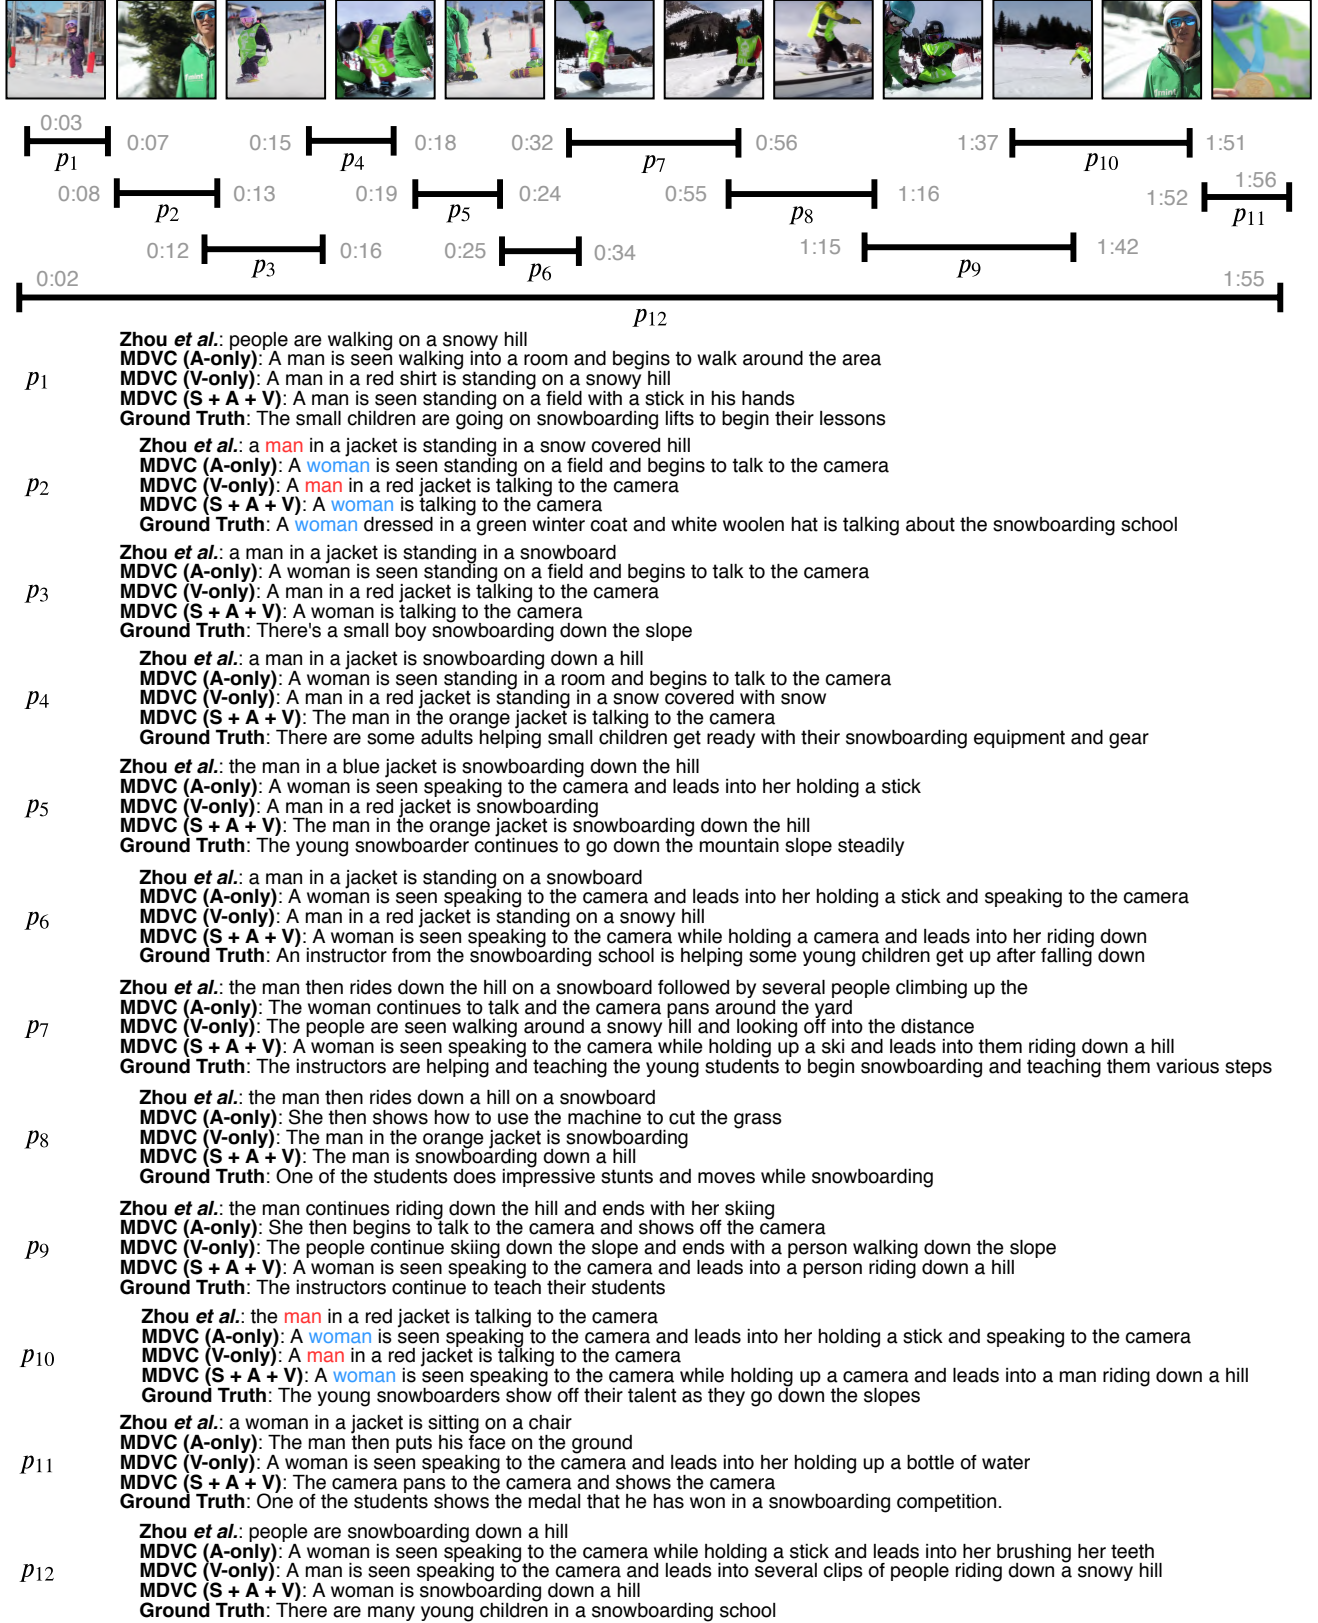 fimint
fimint
0:03
0:07
p1
0:15
0:18
p4
0:32
0:56
p7
1:37
1:51
p10
0:08
0:13
p2
0:19
0:24
p5
0:55
1:16
p8
1:52
1:56
p11
0:12
0:16
p3
0:25
0:34
p6
1:15
1:42
p9
0:02
1:55
p12
p1
Zhou et al.: people are walking on a snowy hill
MDVC (A-only): A man is seen walking into a room and begins to walk around the area
MDVC (V-only): A man in a red shirt is standing on a snowy hill
MDVC (S + A + V): A man is seen standing on a field with a stick in his hands
Ground Truth: The small children are going on snowboarding lifts to begin their lessons
p2
Zhou et al.: a man in a jacket is standing in a snow covered hill
MDVC (A-only): A woman is seen standing on a field and begins to talk to the camera
MDVC (V-only): A man in a red jacket is talking to the camera
MDVC (S + A + V): A woman is talking to the camera
Ground Truth: A woman dressed in a green winter coat and white woolen hat is talking about the snowboarding school
p3
Zhou et al.: a man in a jacket is standing in a snowboard
MDVC (A-only): A woman is seen standing on a field and begins to talk to the camera
MDVC (V-only): A man in a red jacket is talking to the camera
MDVC (S + A + V): A woman is talking to the camera
Ground Truth: There's a small boy snowboarding down the slope
p4
Zhou et al.: a man in a jacket is snowboarding down a hill
MDVC (A-only): A woman is seen standing in a room and begins to talk to the camera
MDVC (V-only): A man in a red jacket is standing in a snow covered with snow
MDVC (S + A + V): The man in the orange jacket is talking to the camera
Ground Truth: There are some adults helping small children get ready with their snowboarding equipment and gear
p5
Zhou et al.: the man in a blue jacket is snowboarding down the hill
MDVC (A-only): A woman is seen speaking to the camera and leads into her holding a stick
MDVC (V-only): A man in a red jacket is snowboarding
MDVC (S + A + V): The man in the orange jacket is snowboarding down the hill
Ground Truth: The young snowboarder continues to go down the mountain slope steadily
p6
Zhou et al.: a man in a jacket is standing on a snowboard
MDVC (A-only): A woman is seen speaking to the camera and leads into her holding a stick and speaking to the camera
MDVC (V-only): A man in a red jacket is standing on a snowy hill
MDVC (S + A + V): A woman is seen speaking to the camera while holding a camera and leads into her riding down
Ground Truth: An instructor from the snowboarding school is helping some young children get up after falling down
p7
Zhou et al.: the man then rides down the hill on a snowboard followed by several people climbing up the
MDVC (A-only): The woman continues to talk and the camera pans around the yard
MDVC (V-only): The people are seen walking around a snowy hill and looking off into the distance
MDVC (S + A + V): A woman is seen speaking to the camera while holding up a ski and leads into them riding down a hill
Ground Truth: The instructors are helping and teaching the young students to begin snowboarding and teaching them various steps
p8
Zhou et al.: the man then rides down a hill on a snowboard
MDVC (A-only): She then shows how to use the machine to cut the grass
MDVC (V-only): The man in the orange jacket is snowboarding
MDVC (S + A + V): The man is snowboarding down a hill
Ground Truth: One of the students does impressive stunts and moves while snowboarding
p9
Zhou et al.: the man continues riding down the hill and ends with her skiing
MDVC (A-only): She then begins to talk to the camera and shows off the camera
MDVC (V-only): The people continue skiing down the slope and ends with a person walking down the slope
MDVC (S + A + V): A woman is seen speaking to the camera and leads into a person riding down a hill
Ground Truth: The instructors continue to teach their students
p10
Zhou et al.: the man in a red jacket is talking to the camera
MDVC (A-only): A woman is seen speaking to the camera and leads into her holding a stick and speaking to the camera
MDVC (V-only): A man in a red jacket is talking to the camera
MDVC (S + A + V): A woman is seen speaking to the camera while holding up a camera and leads into a man riding down a hill
Ground Truth: The young snowboarders show off their talent as they go down the slopes
p11
Zhou et al.: a woman in a jacket is sitting on a chair
MDVC (A-only): The man then puts his face on the ground
MDVC (V-only): A woman is seen speaking to the camera and leads into her holding up a bottle of water
MDVC (S + A + V): The camera pans to the camera and shows the camera
Ground Truth: One of the students shows the medal that he has won in a snowboarding competition.
p12
Zhou et al.: people are snowboarding down a hill
MDVC (A-only): A woman is seen speaking to the camera while holding a stick and leads into her brushing her teeth
MDVC (V-only): A man is seen speaking to the camera and leads into several clips of people riding down a snowy hill
MDVC (S + A + V): A woman is snowboarding down a hill
Ground Truth: There are many young children in a snowboarding school